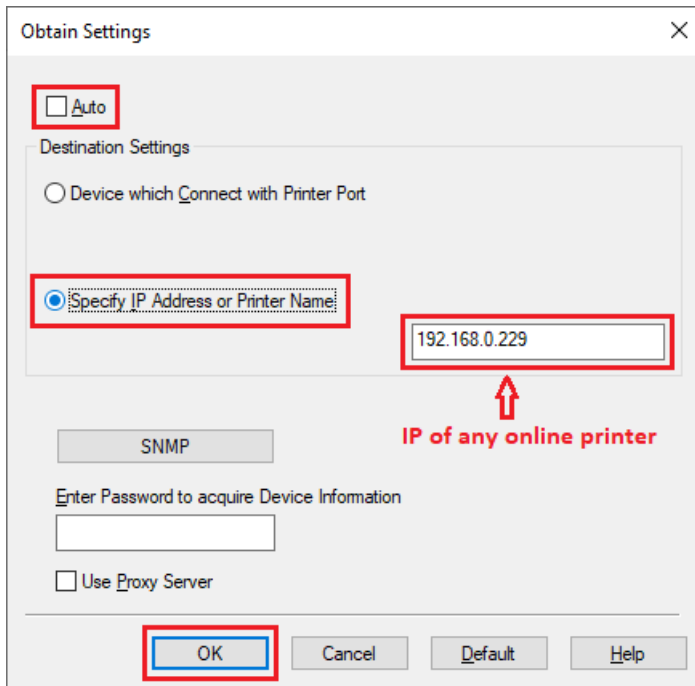 Obtain Settings
Auto
Destination Settings
Device which Connect with Printer Port
Specify IP Address or Printer Name
192.168.0.229
IP of any online printer
SNMP
Enter Password to acquire Device Information
Use Proxy Server
OK Cancel Default Help